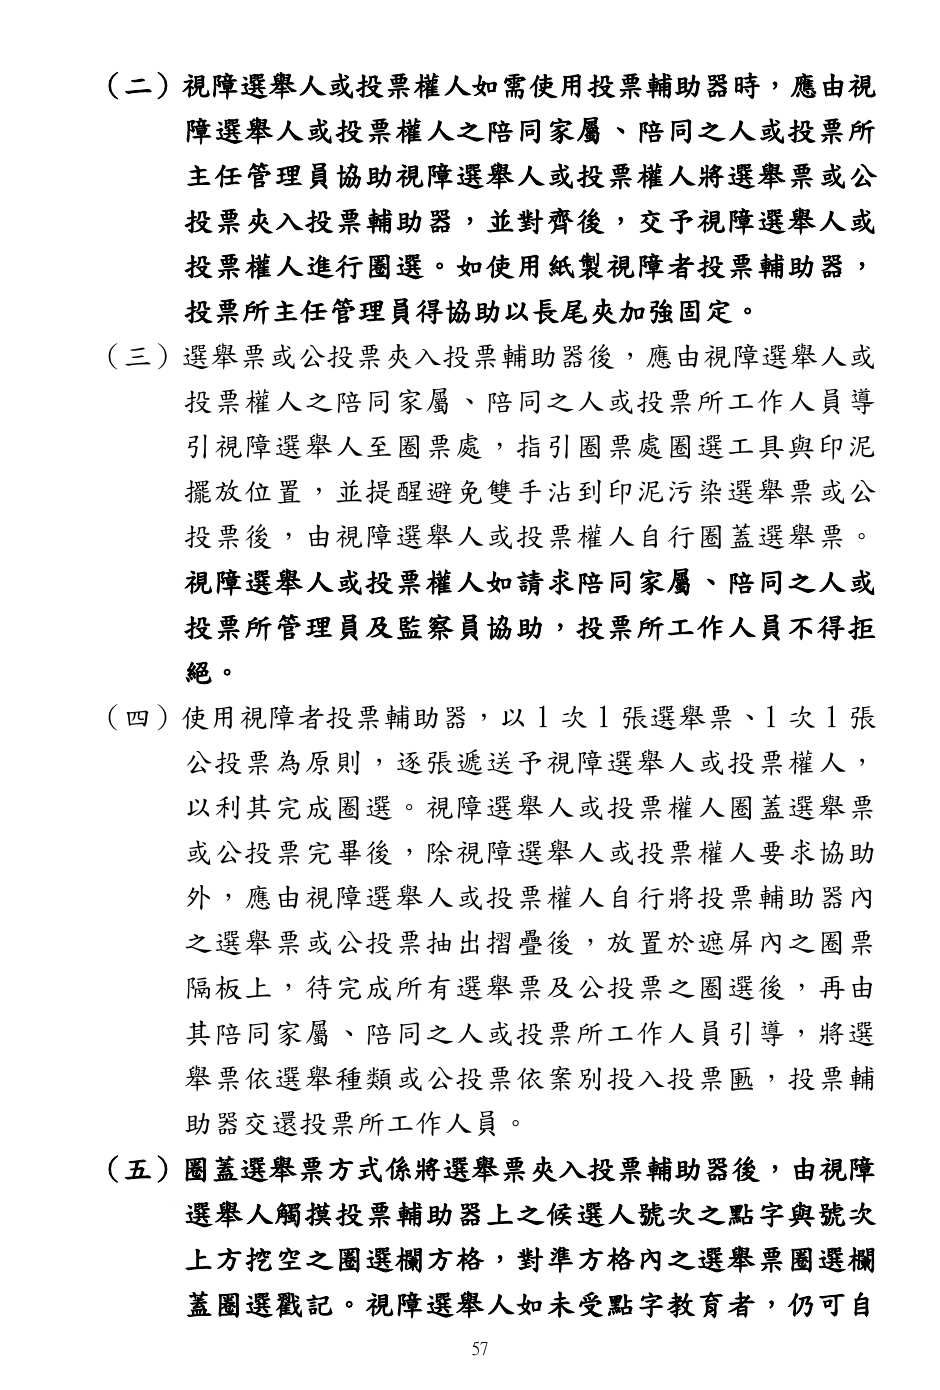 （二）視障選舉人或投票權人如需使用投票輔助器時，應由視
障選舉人或投票權人之陪同家屬、陪同之人或投票所
主任管理員協助視障選舉人或投票權人將選舉票或公
投票夾入投票輔助器，並對齊後，交予視障選舉人或
投票權人進行圈選。如使用紙製視障者投票輔助器，
投票所主任管理員得協助以長尾夾加強固定。
（三）選舉票或公投票夾入投票輔助器後，應由視障選舉人或
投票權人之陪同家屬、陪同之人或投票所工作人員導
引視障選舉人至圈票處，指引圈票處圈選工具與印泥
擺放位置，並提醒避免雙手沾到印泥污染選舉票或公
投票後，由視障選舉人或投票權人自行圈蓋選舉票。
視障選舉人或投票權人如請求陪同家屬、陪同之人或
投票所管理員及監察員協助，投票所工作人員不得拒
絕。
（四）使用視障者投票輔助器，以 1 次 1 張選舉票、1 次 1 張
公投票為原則，逐張遞送予視障選舉人或投票權人，
以利其完成圈選。視障選舉人或投票權人圈蓋選舉票
或公投票完畢後，除視障選舉人或投票權人要求協助
外，應由視障選舉人或投票權人自行將投票輔助器內
之選舉票或公投票抽出摺疊後，放置於遮屏內之圈票
隔板上，待完成所有選舉票及公投票之圈選後，再由
其陪同家屬、陪同之人或投票所工作人員引導，將選
舉票依選舉種類或公投票依案別投入投票匭，投票輔
助器交還投票所工作人員。
（五）圈蓋選舉票方式係將選舉票夾入投票輔助器後，由視障
選舉人觸摸投票輔助器上之候選人號次之點字與號次
上方挖空之圈選欄方格，對準方格內之選舉票圈選欄
蓋圈選戳記。視障選舉人如未受點字教育者，仍可自
57